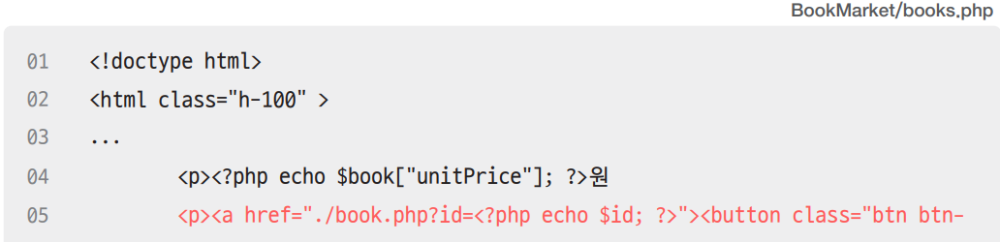 BookMarket/books.php
01 <!doctype html>
02 <html class="h-100" >
03 ...
04 <p><?php echo $book["unitPrice"]; ?>원
05 <p><a href="./book.php?id=<?php echo $id; ?>"><button class="btn btn-